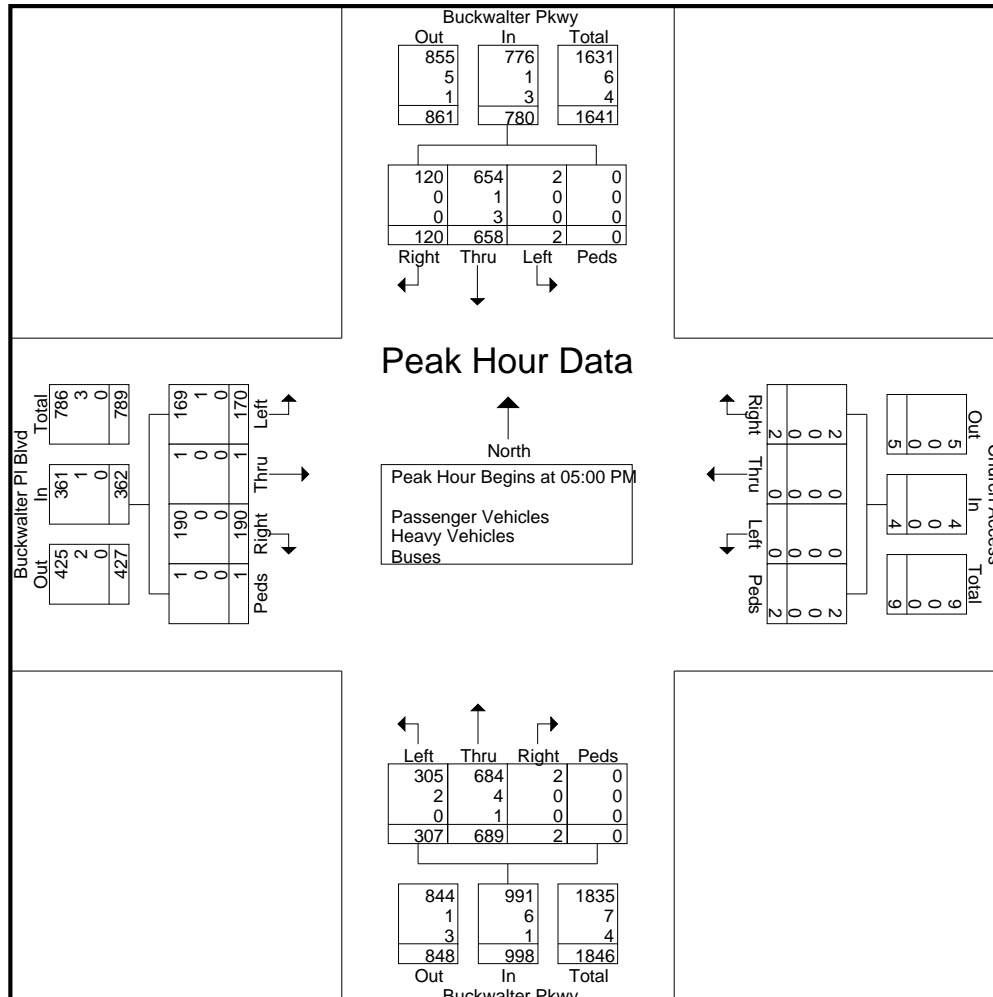 Buckwalter Pkwy
Out In Total
855 776 1631
5 1 6
1 3 4
861 780 1641
120 654 2 0
0 1 0 0
0 3 0 0
120 658 2 0
Right Thru Left Peds
Peak Hour Data
North
Peak Hour Begins at 05:00 PM
Passenger Vehicles
Heavy Vehicles
Buses
Buckwalter Pl Blvd
Out In Total
425 361 786
2 1 3
0 0 0
427 362 789
Left Thru Right Peds
169 1 190 1
1 0 0 0
0 0 0 0
170 1 190 1
Right Thru Left Peds
2 0 0 2
0 0 0 0
0 0 0 0
2 0 0 2
Out In Total
5 4 9
0 0 0
0 0 0
5 4 9
Access
Left Thru Right Peds
305 684 2 0
2 4 0 0
0 1 0 0
307 689 2 0
844 991 1835
1 6 7
3 1 4
848 998 1846
Out In Total
Buckwalter Pkwy